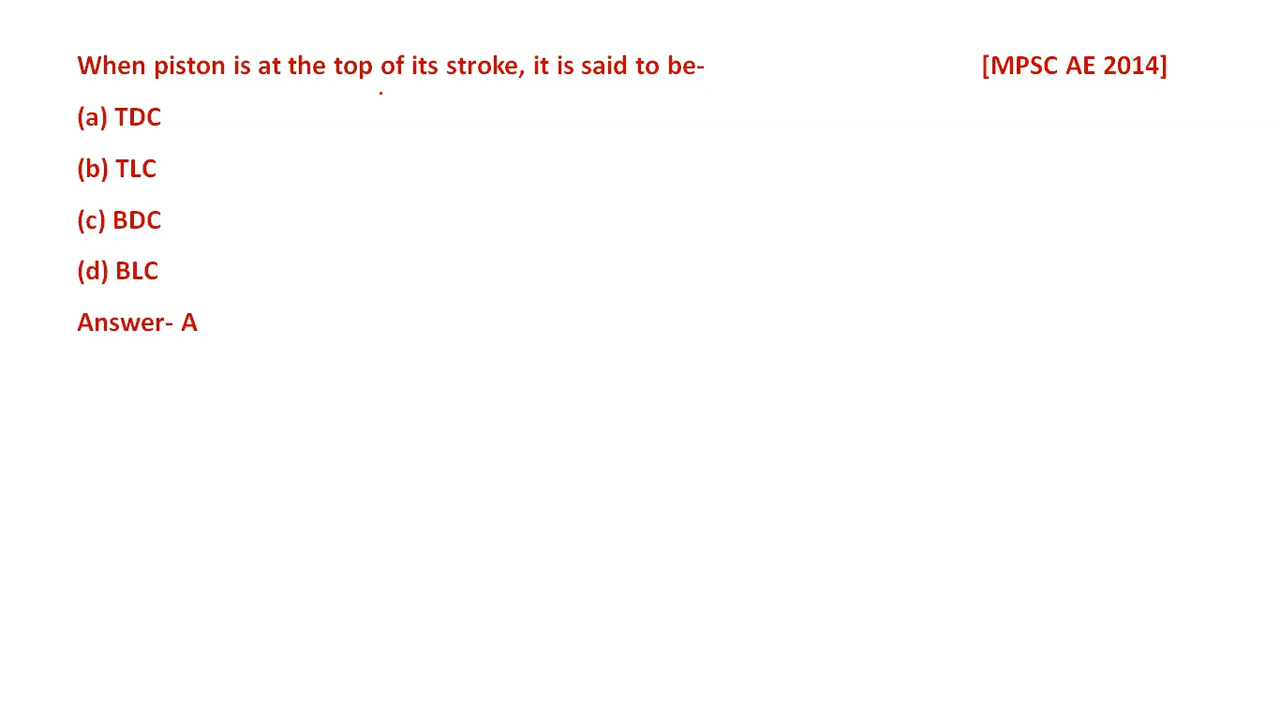 When piston is at the top of its stroke, it is said to be- [MPSC AE 2014]
(a) TDC
(b) TLC
(c) BDC
(d) BLC
Answer- A